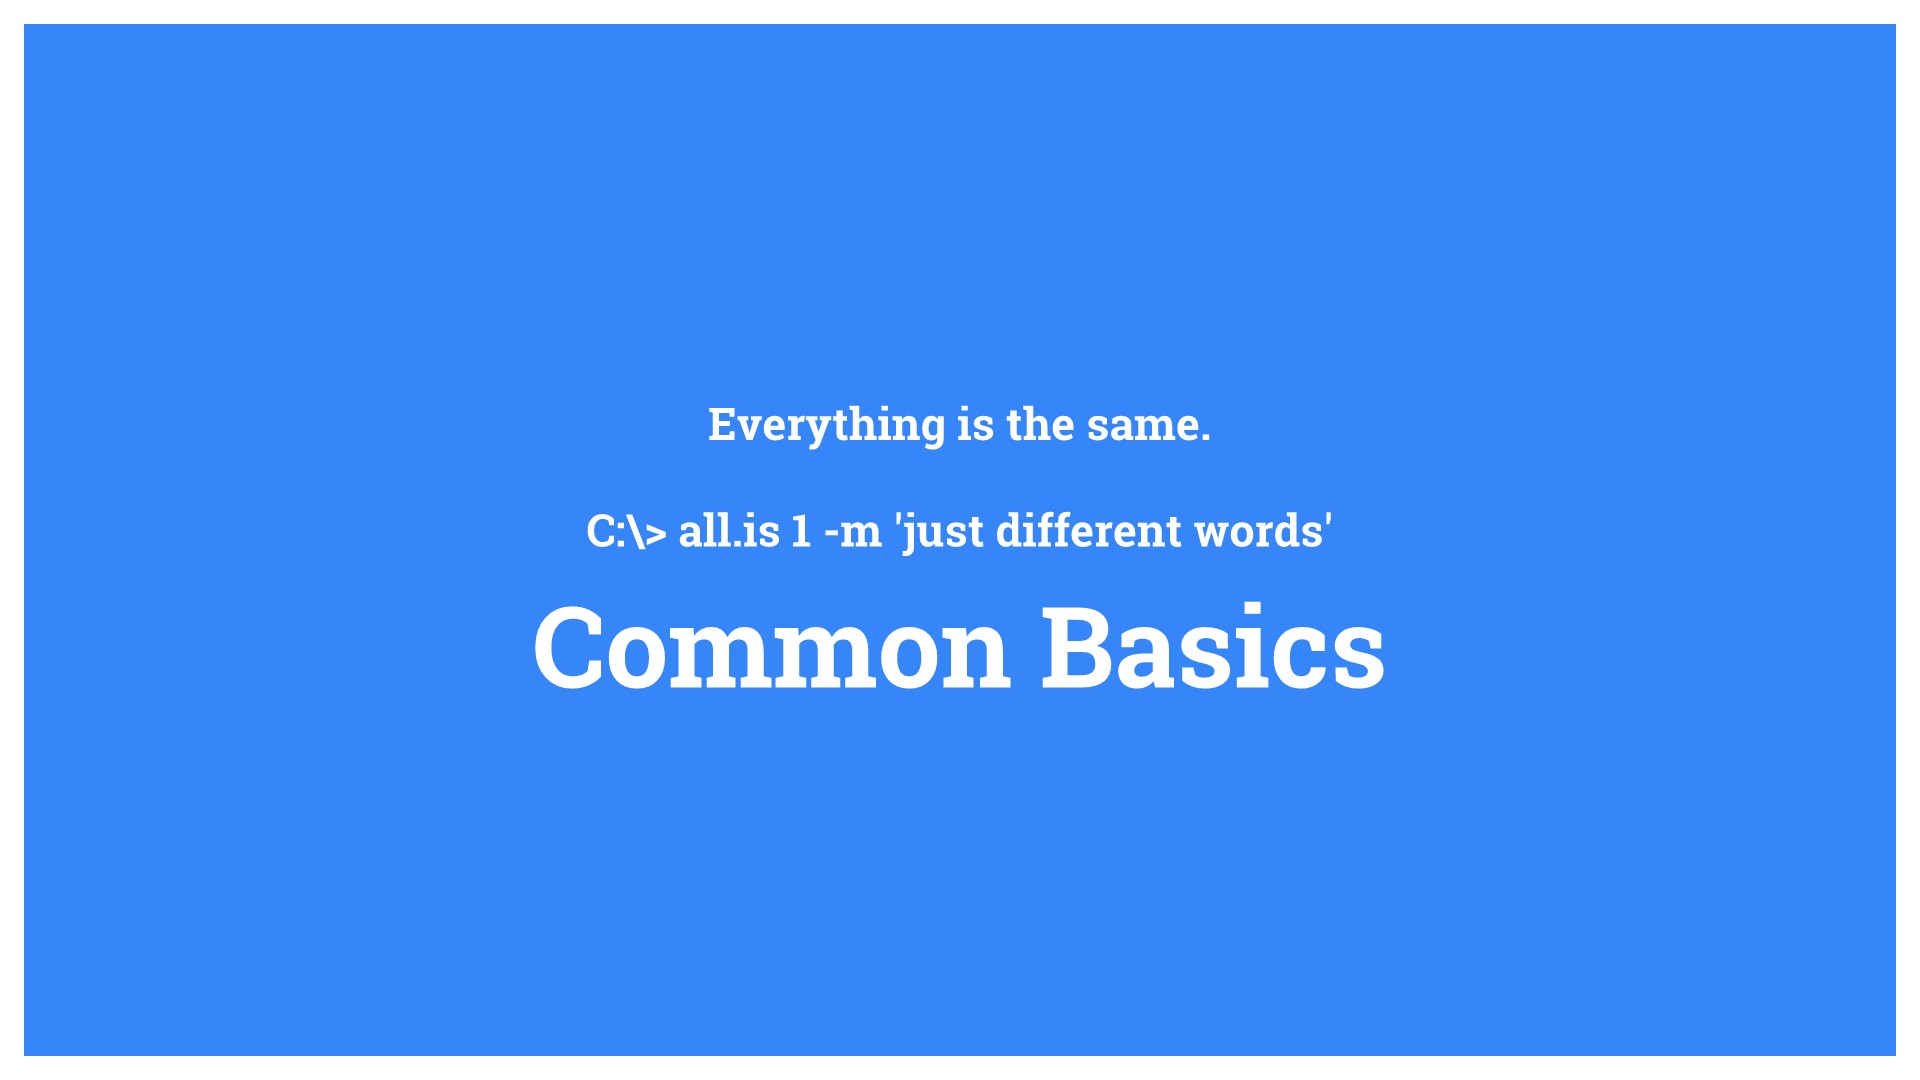 Everything is the same.
C:\> all.is 1 -m 'just different words'
Common Basics